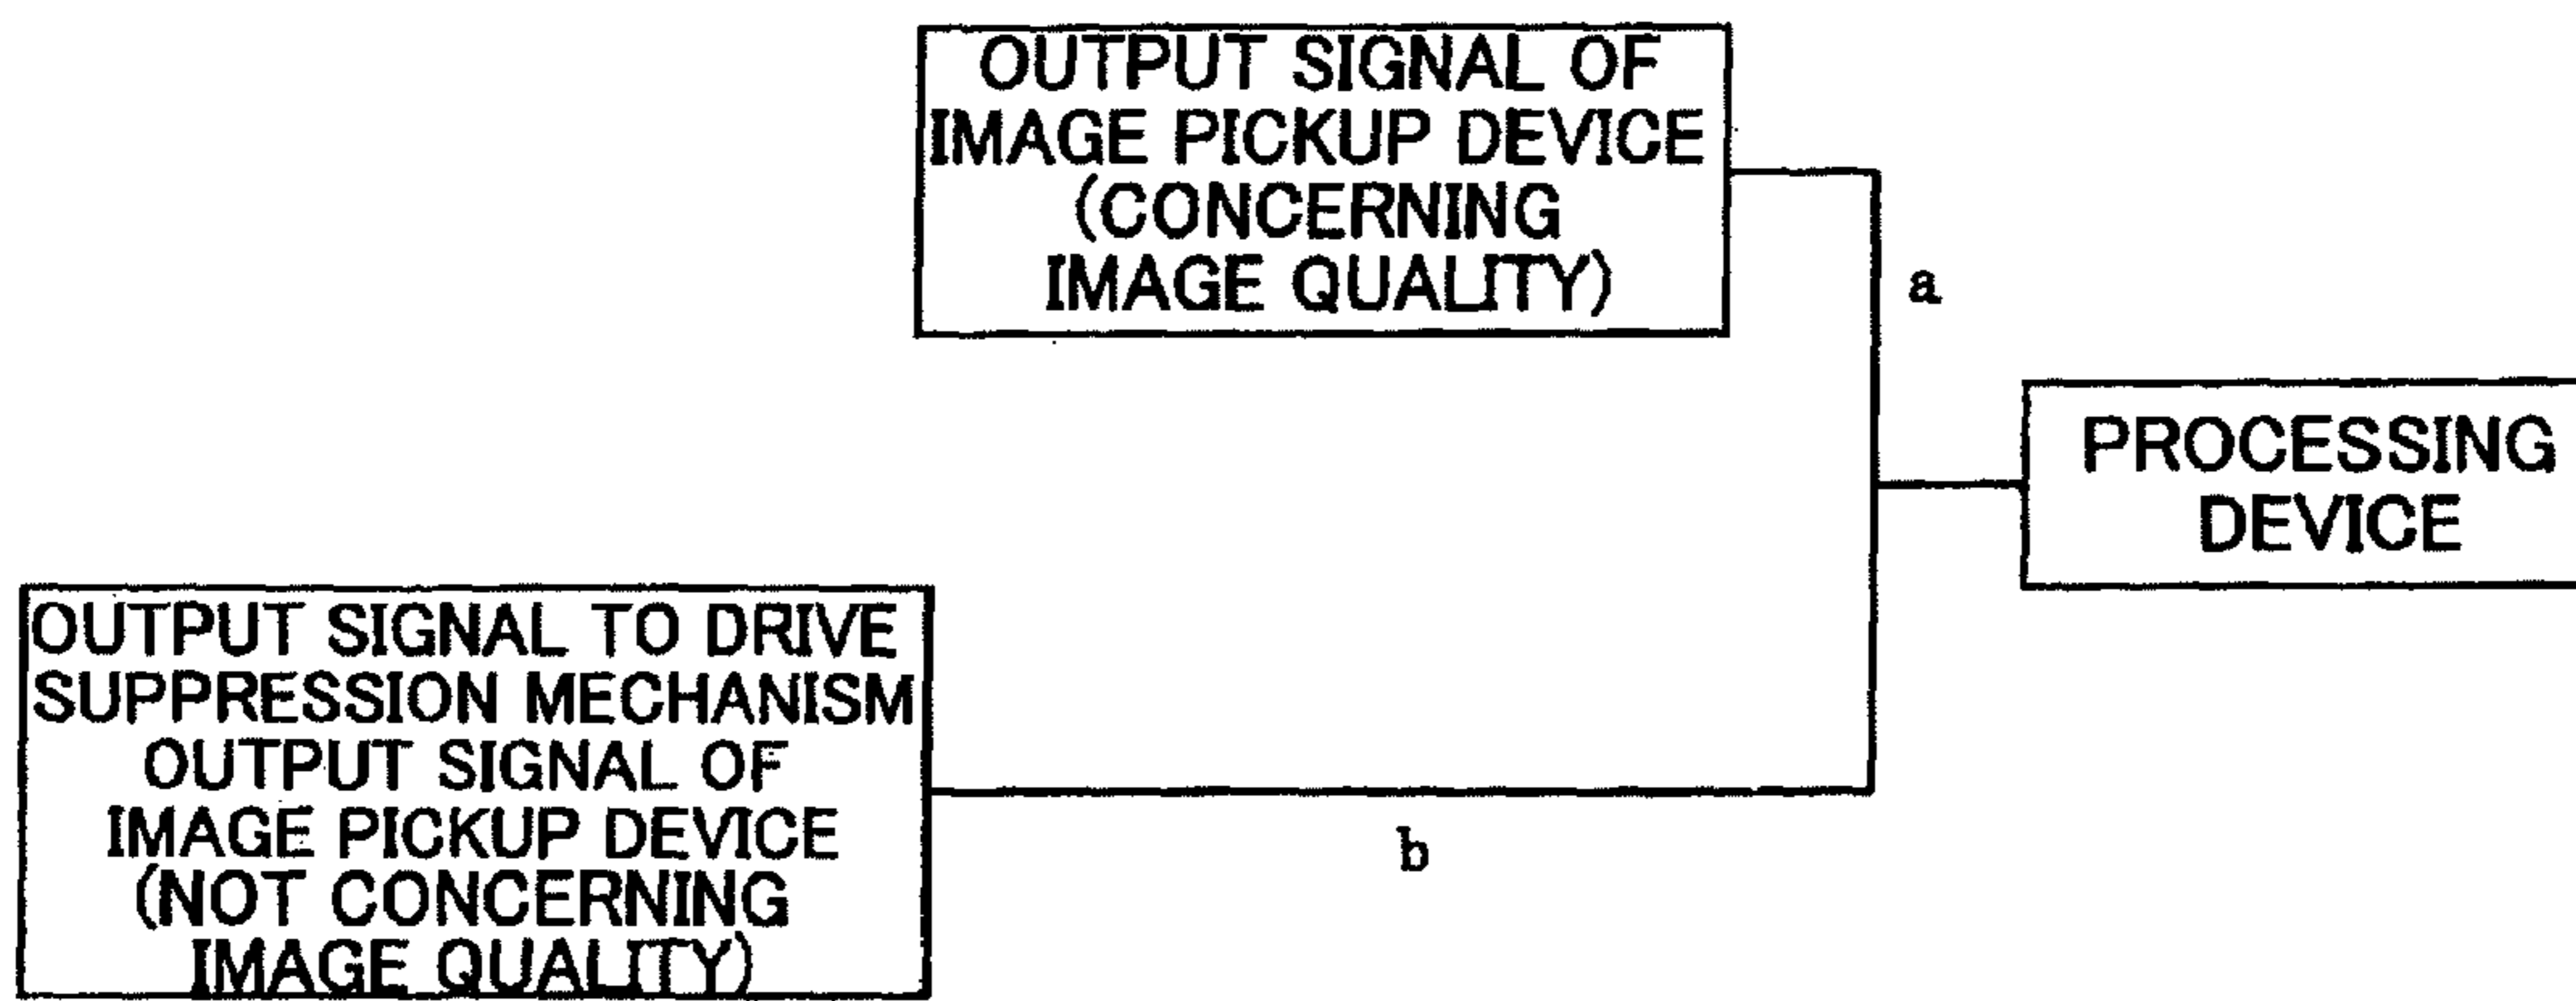 OUTPUT SIGNAL OF
IMAGE PICKUP DEVICE
(CONCERNING
IMAGE QUALITY)
a
PROCESSING
DEVICE
OUTPUT SIGNAL TO DRIVE
SUPPRESSION MECHANISM
OUTPUT SIGNAL OF
IMAGE PICKUP DEVICE
(NOT CONCERNING
IMAGE QUALITY)
b